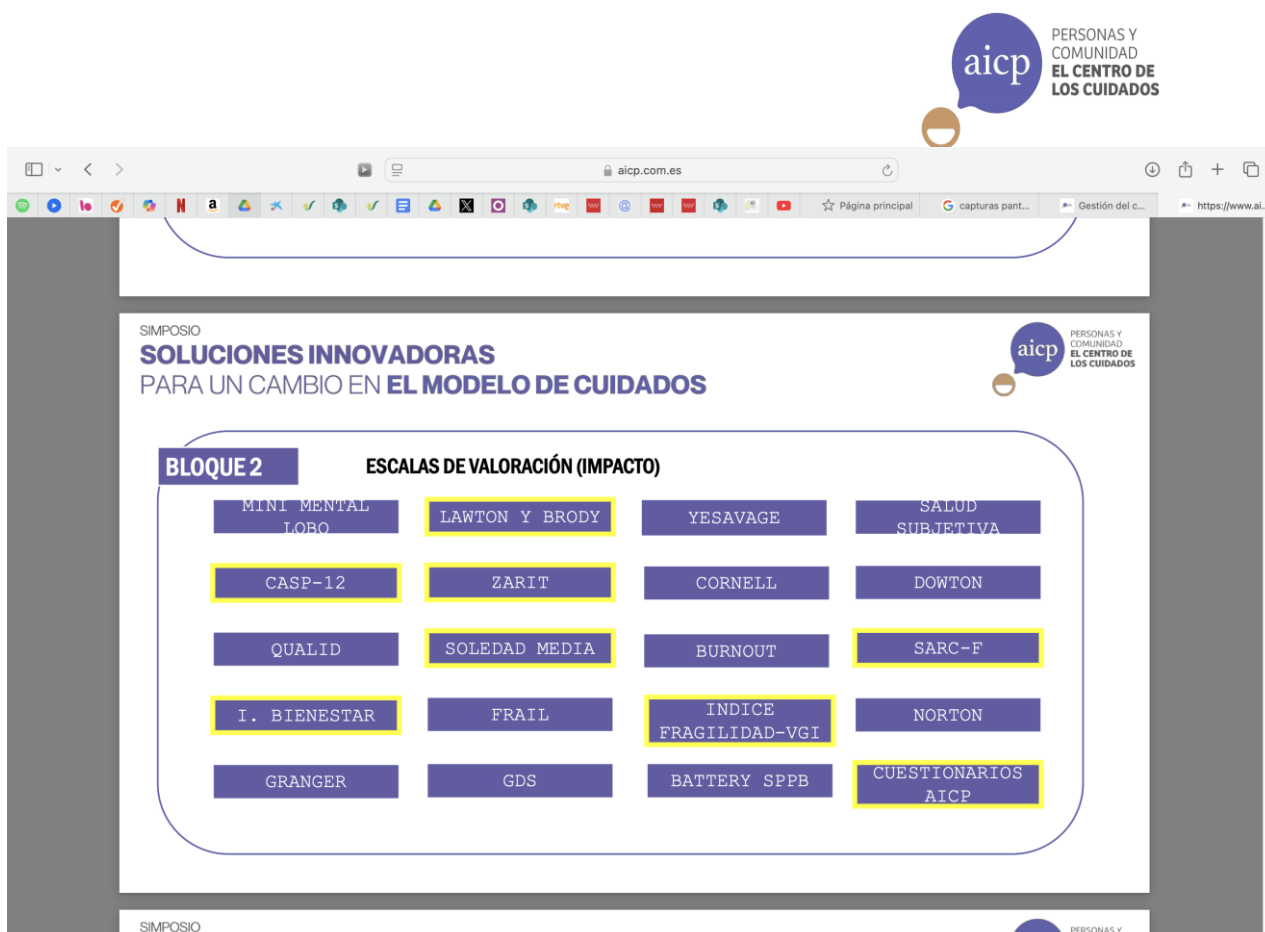 aicp
PERSONAS Y
COMUNIDAD
EL CENTRO DE
LOS CUIDADOS
aicp.com.es
Página principal
capturas pant...
Gestión del c...
https://www.ai..
SIMPOSIO
SOLUCIONES INNOVADORAS
PARA UN CAMBIO EN EL MODELO DE CUIDADOS
aicp
PERSONAS Y
COMUNIDAD
EL CENTRO DE
LOS CUIDADOS
BLOQUE 2
ESCALAS DE VALORACIÓN (IMPACTO)
MINI MENTAL
LOBO
LAWTON Y BRODY
YESAVAGE
SALUD
SUBJETIVA
CASP-12
ZARIT
CORNELL
DOWTON
QUALID
SOLEDAD MEDIA
BURNOUT
SARC-F
I. BIENESTAR
FRAIL
INDICE
FRAGILIDAD-VGI
NORTON
GRANGER
GDS
BATTERY SPPB
CUESTIONARIOS
AICP
SIMPOSIO
PERSONAS Y